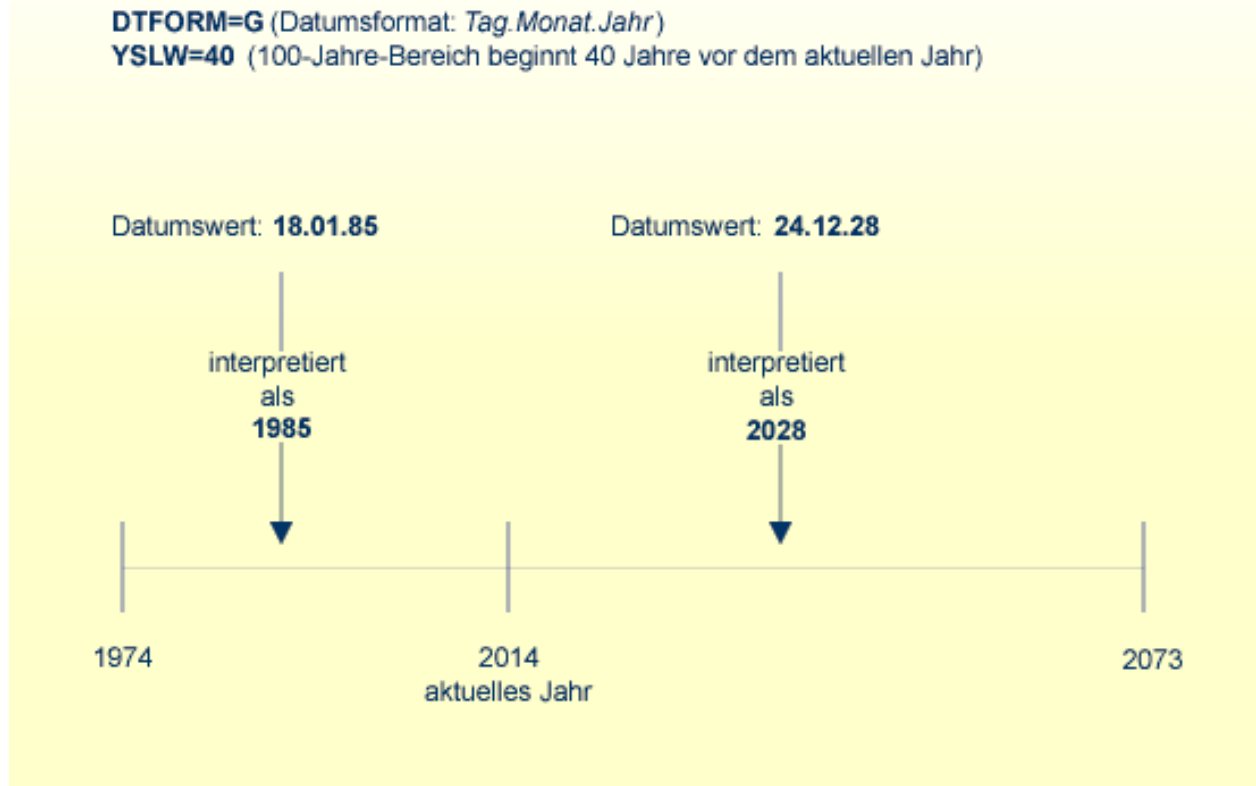 DTFORM=G (Datumsformat: Tag.Monat.Jahr)
YSLW=40 (100-Jahre-Bereich beginnt 40 Jahre vor dem aktuellen Jahr)
Datumswert: 18.01.85
Datumswert: 24.12.28
interpretiert
als
1985
interpretiert
als
2028
1974
2014
aktuelles Jahr
2073